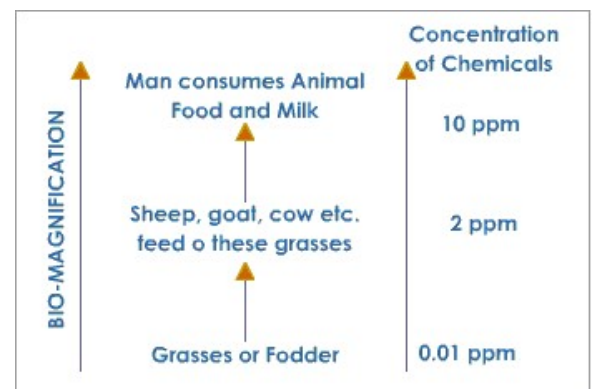 Concentration
of Chemicals
Man consumes Animal
Food and Milk
10 ppm
BIO-MAGNIFICATION
Sheep, goat, cow etc.
feed o these grasses
2 ppm
Grasses or Fodder
0.01 ppm